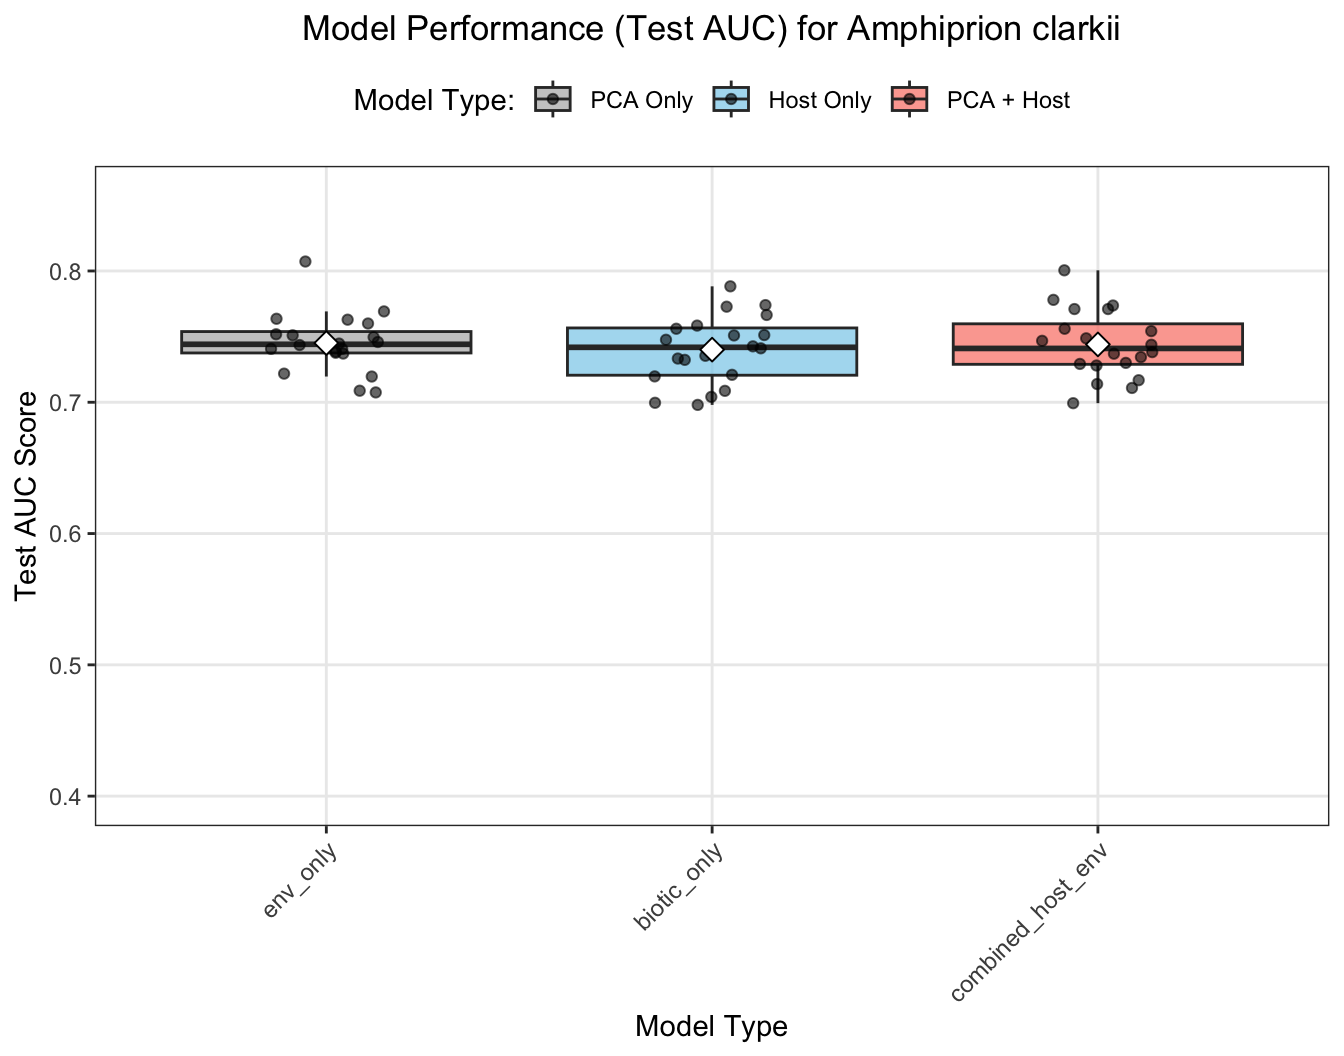 Model Performance (Test AUC) for Amphiprion clarkii
Model Type: PCA Only Host Only PCA + Host
Test AUC Score
0.8
0.7
0.6
0.5
0.4
env_only
biotic_only
combined_host_env
Model Type